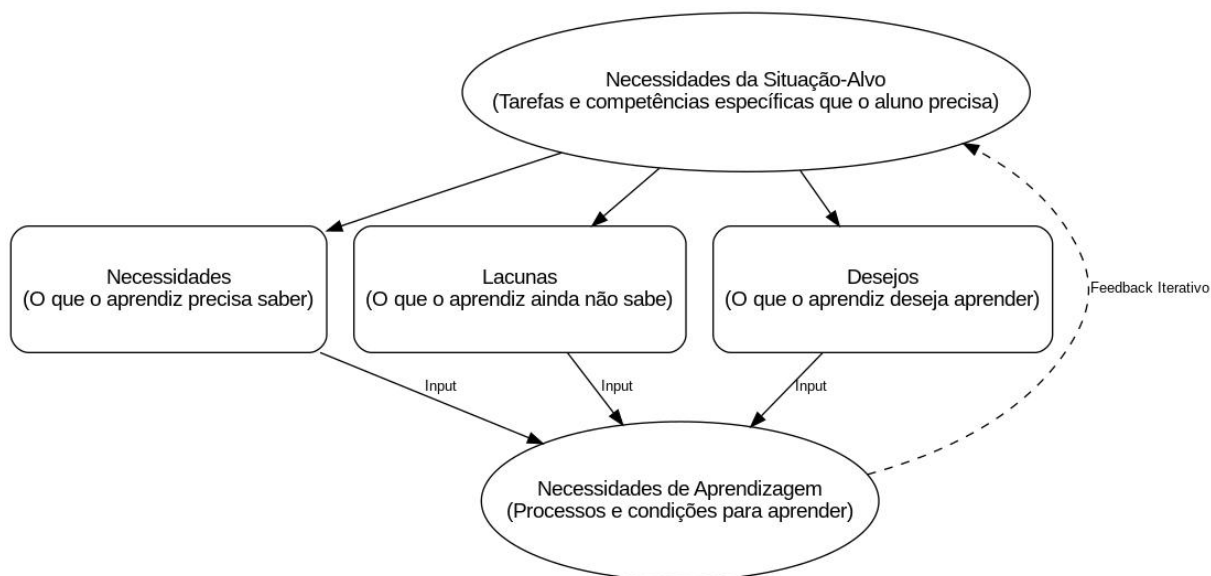 Necessidades da Situação-Alvo
(Tarefas e competências específicas que o aluno precisa)
Necessidades
(O que o aprendiz precisa saber)
Lacunas
(O que o aprendiz ainda não sabe)
Desejos
(O que o aprendiz deseja aprender)
Feedback Iterativo
Input
Input
Input
Necessidades de Aprendizagem
(Processos e condições para aprender)